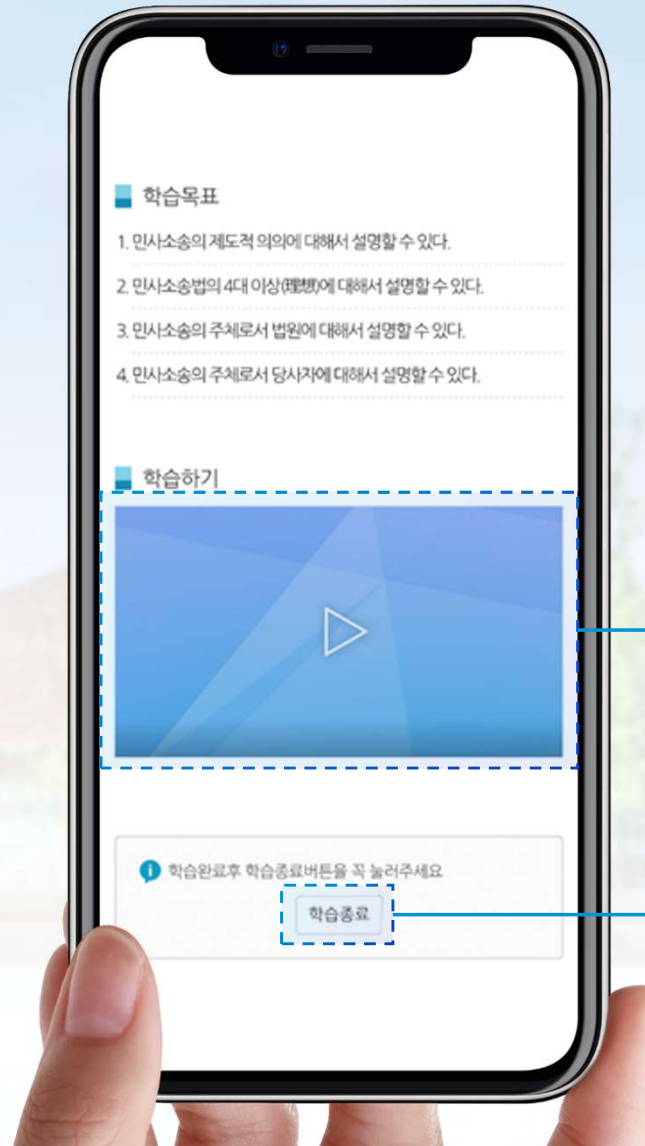 학습목표
1. 민사소송의 제도적 의의에 대해서 설명할 수 있다.
2. 민사소송법의 4대 이상(理想)에 대해서 설명할 수 있다.
3. 민사소송의 주체로서 법원에 대해서 설명할 수 있다.
4. 민사소송의 주체로서 당사자에 대해서 설명할 수 있다.
학습하기
학습완료후 학습종료버튼을 꼭 눌러주세요
학습종료